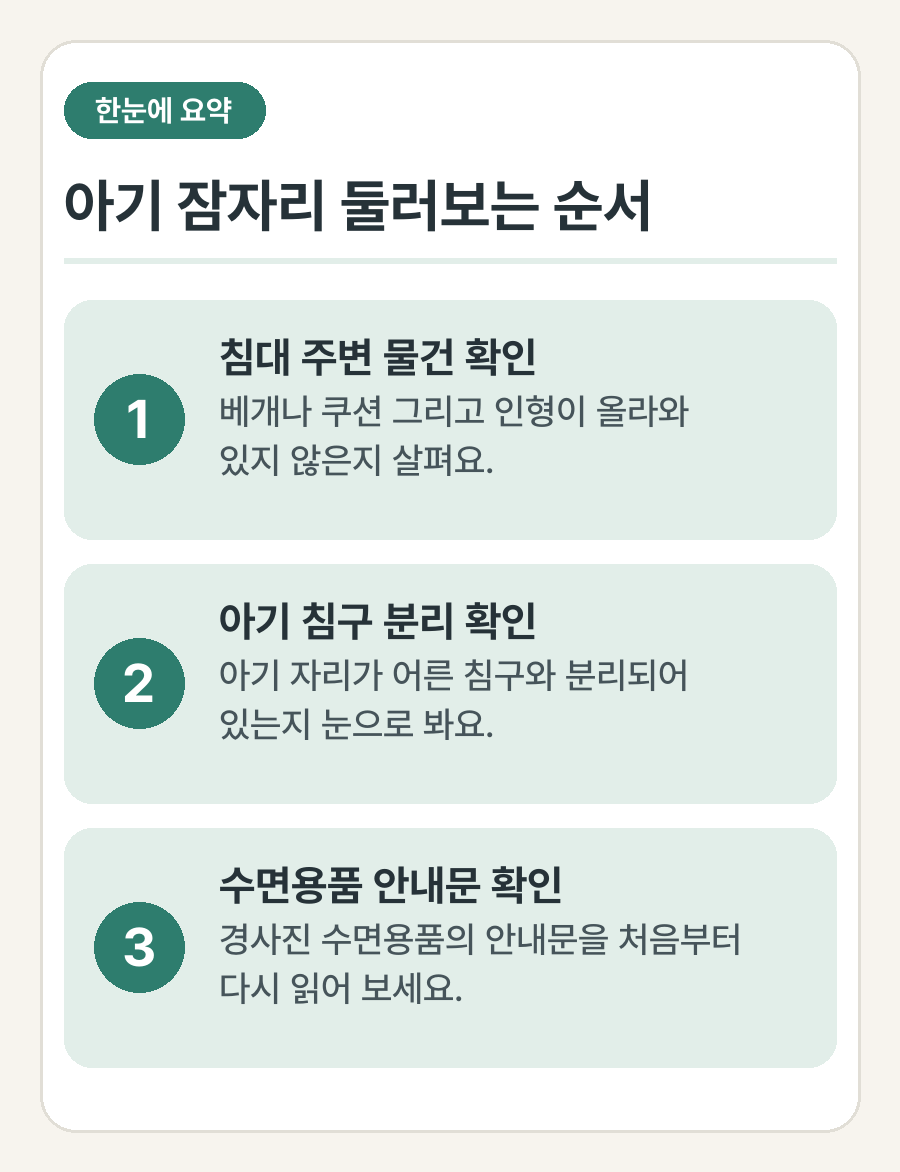 한눈에 요약
아기 잠자리 둘러보는 순서
1
침대 주변 물건 확인
베개나 쿠션 그리고 인형이 올라와
있지 않은지 살펴요.
2
아기 침구 분리 확인
아기 자리가 어른 침구와 분리되어
있는지 눈으로 봐요.
3
수면용품 안내문 확인
경사진 수면용품의 안내문을 처음부터
다시 읽어 보세요.